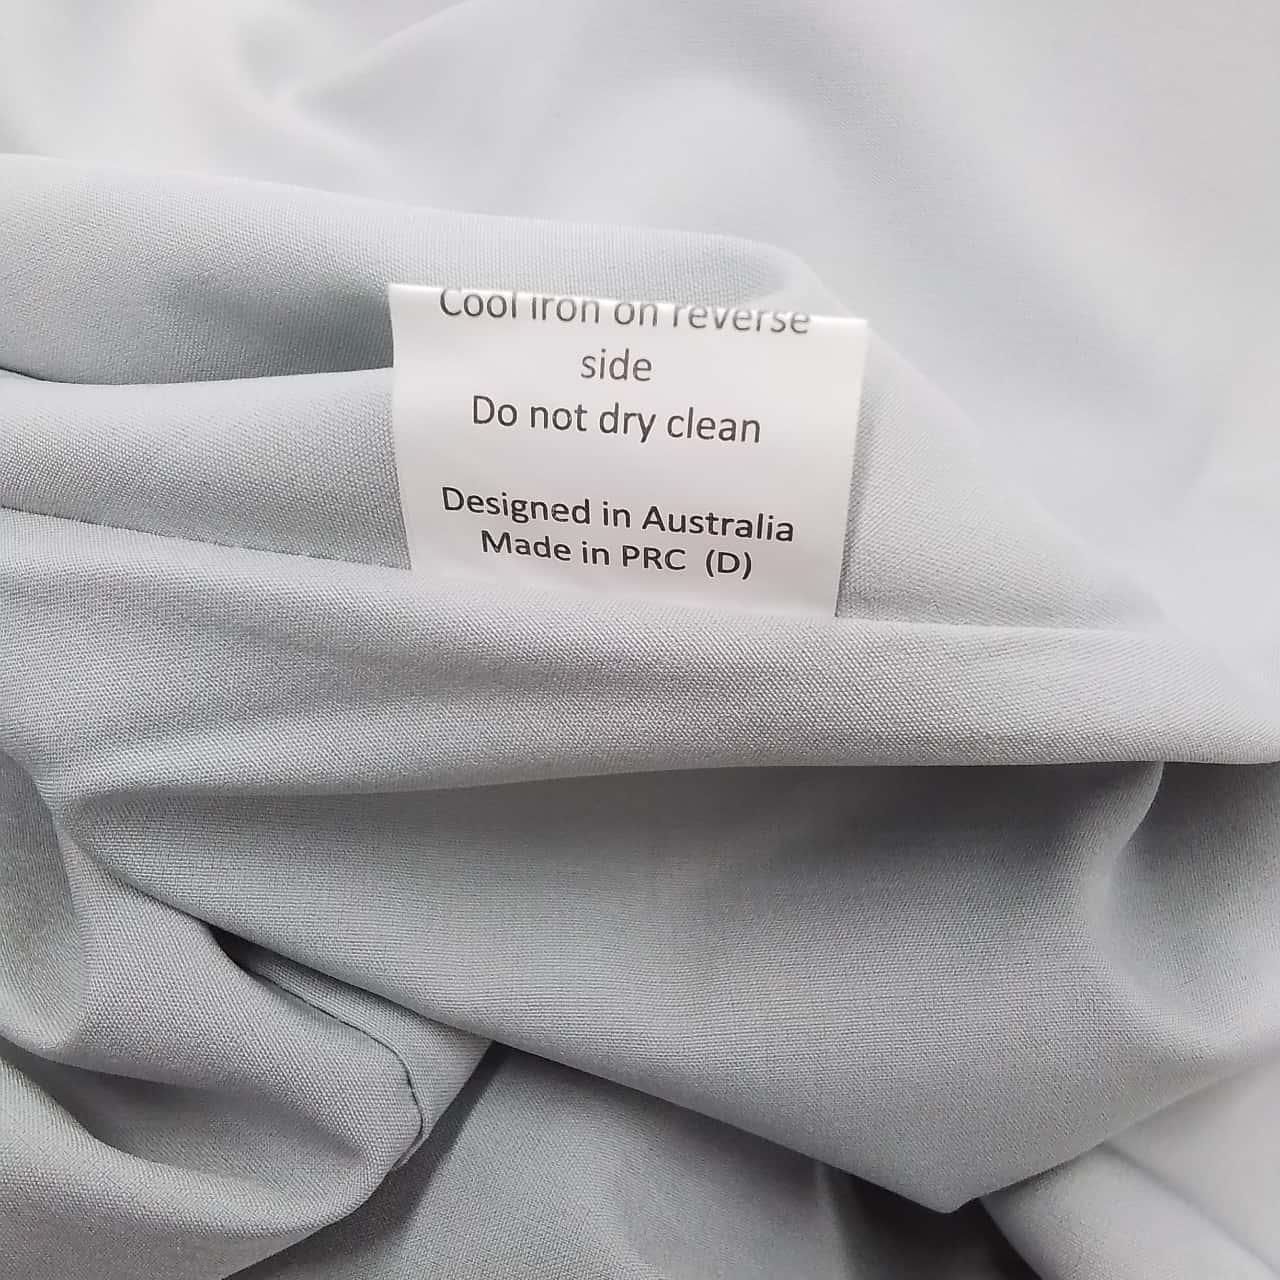 Cool iron on reverse
side
Do not dry clean
Designed in Australia
Made in PRC (D)